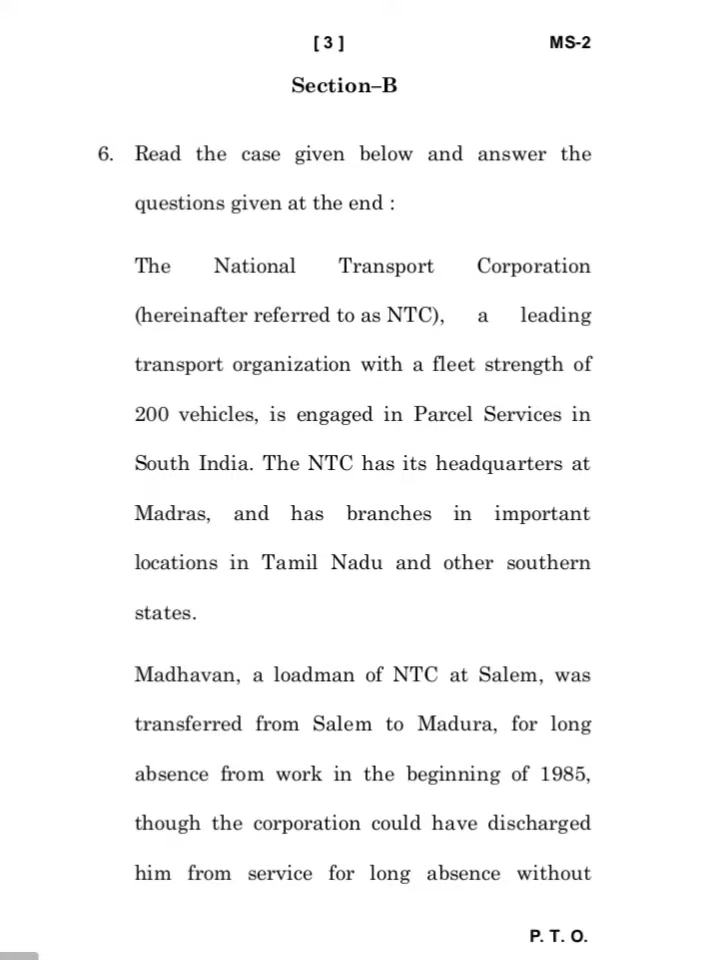 [ 3 ] MS-2
Section–B
6. Read the case given below and answer the
questions given at the end :
The National Transport Corporation
(hereinafter referred to as NTC), a leading
transport organization with a fleet strength of
200 vehicles, is engaged in Parcel Services in
South India. The NTC has its headquarters at
Madras, and has branches in important
locations in Tamil Nadu and other southern
states.
Madhavan, a loadman of NTC at Salem, was
transferred from Salem to Madura, for long
absence from work in the beginning of 1985,
though the corporation could have discharged
him from service for long absence without
P. T. O.